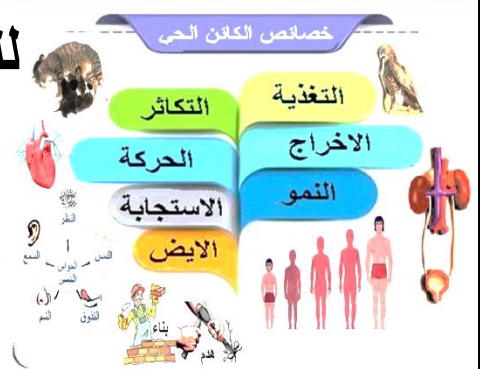 خصائص الكائن الحي
التغذية
التكاثر
الاخراج
الحركة
النمو
الاستجابة
الايض
النظر
السمع
اللمس
الحواس
الخمس
الشم
التذوق
بناء
هدم